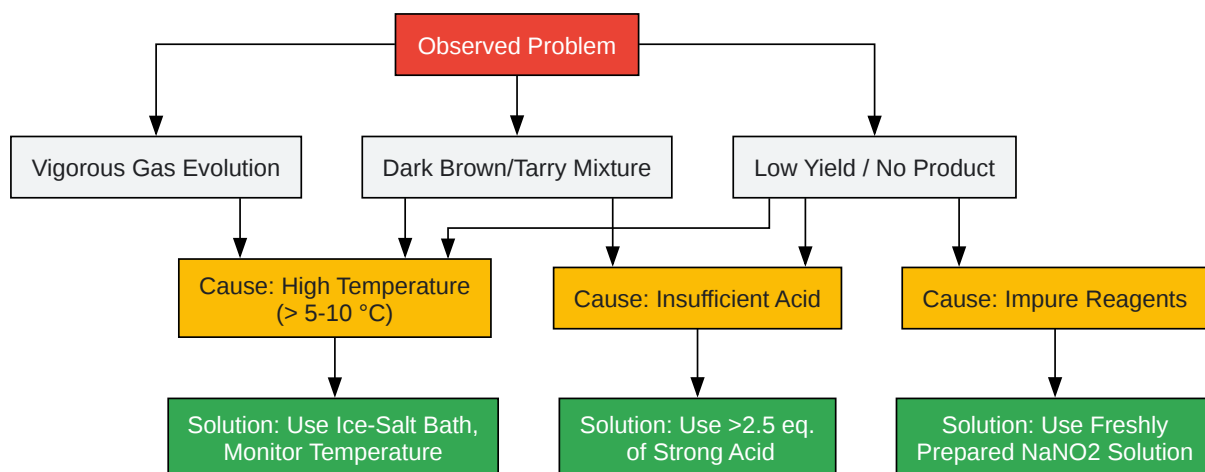 Observed Problem
Vigorous Gas Evolution
Dark Brown/Tarry Mixture
Low Yield / No Product
Cause: High Temperature
(> 5-10 °C)
Cause: Insufficient Acid
Cause: Impure Reagents
Solution: Use Ice-Salt Bath,
Monitor Temperature
Solution: Use >2.5 eq.
of Strong Acid
Solution: Use Freshly
Prepared NaNO2 Solution